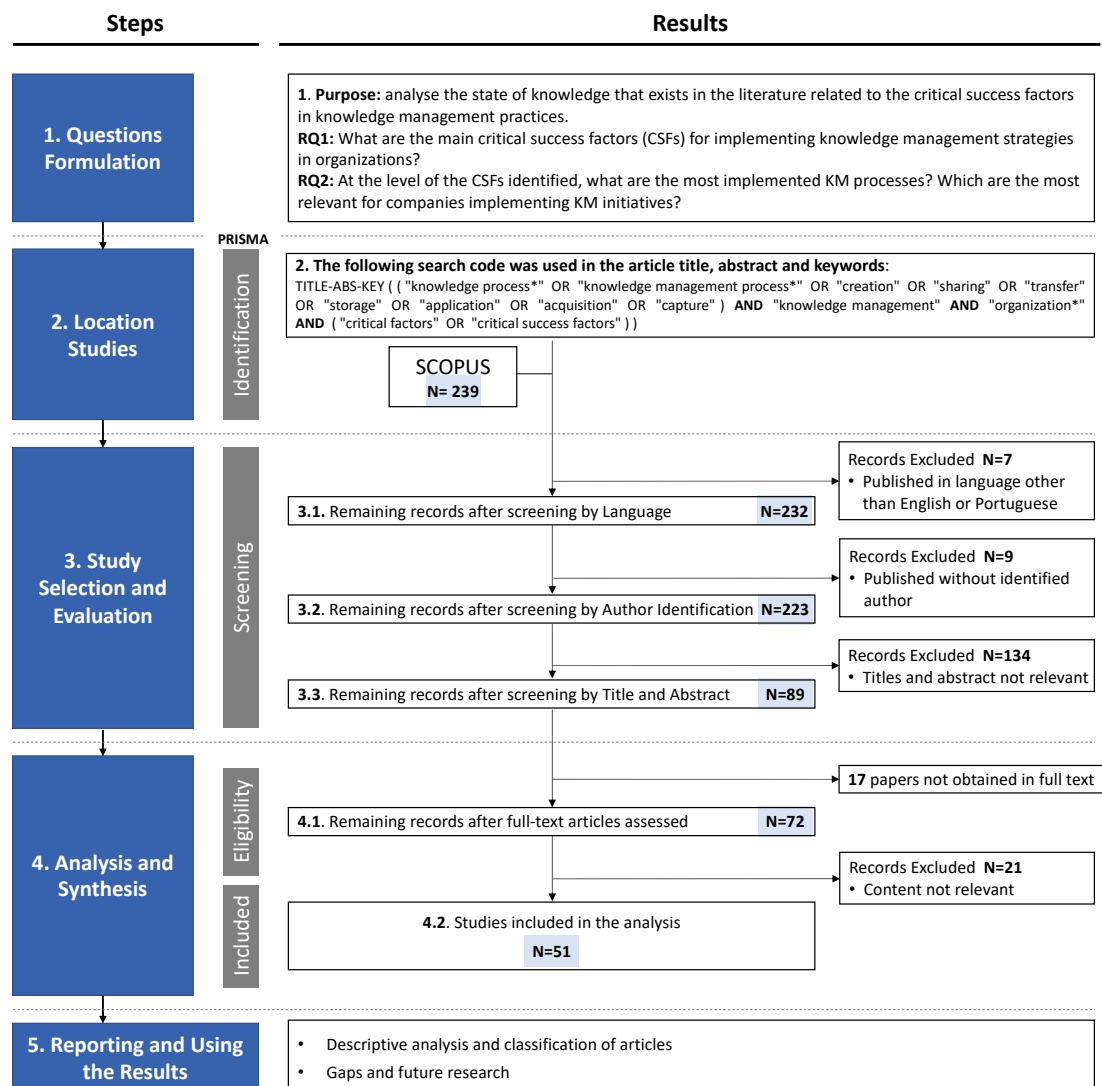 Steps
Results
1. Questions
Formulation
1. Purpose: analyse the state of knowledge that exists in the literature related to the critical success factors
in knowledge management practices.
RQ1: What are the main critical success factors (CSFs) for implementing knowledge management strategies
in organizations?
RQ2: At the level of the CSFs identified, what are the most implemented KM processes? Which are the most
relevant for companies implementing KM initiatives?
PRISMA
2. Location
Studies
Identification
2. The following search code was used in the article title, abstract and keywords:
TITLE-ABS-KEY ( ( "knowledge process*" OR "knowledge management process*" OR "creation" OR "sharing" OR "transfer"
OR "storage" OR "application" OR "acquisition" OR "capture" ) AND "knowledge management" AND "organization*"
AND ( "critical factors" OR "critical success factors" ) )
SCOPUS
N= 239
3. Study
Selection and
Evaluation
Screening
Records Excluded N=7
• Published in language other
than English or Portuguese
3.1. Remaining records after screening by Language N=232
Records Excluded N=9
• Published without identified
author
3.2. Remaining records after screening by Author Identification N=223
Records Excluded N=134
• Titles and abstract not relevant
3.3. Remaining records after screening by Title and Abstract N=89
4. Analysis and
Synthesis
Eligibility
17 papers not obtained in full text
4.1. Remaining records after full-text articles assessed N=72
Records Excluded N=21
• Content not relevant
Included
4.2. Studies included in the analysis
N=51
5. Reporting and Using
the Results
• Descriptive analysis and classification of articles
• Gaps and future research